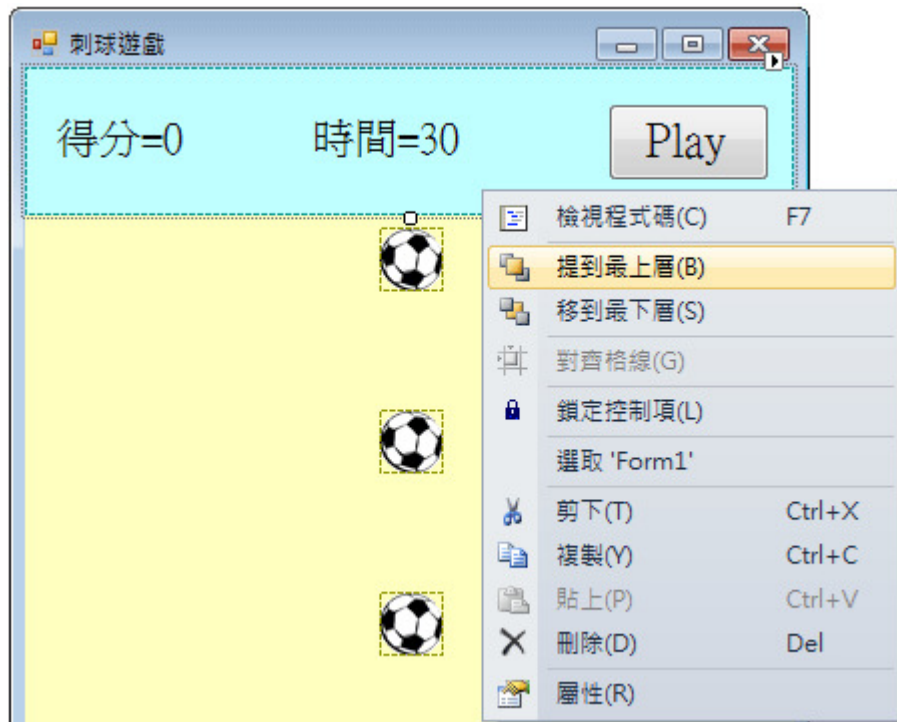 刺球遊戲
得分=0 時間=30 Play
檢視程式碼(C) F7
提到最上層(B)
移到最下層(S)
對齊格線(G)
鎖定控制項(L)
選取 'Form1'
剪下(T) Ctrl+X
複製(Y) Ctrl+C
貼上(P) Ctrl+V
刪除(D) Del
屬性(R)